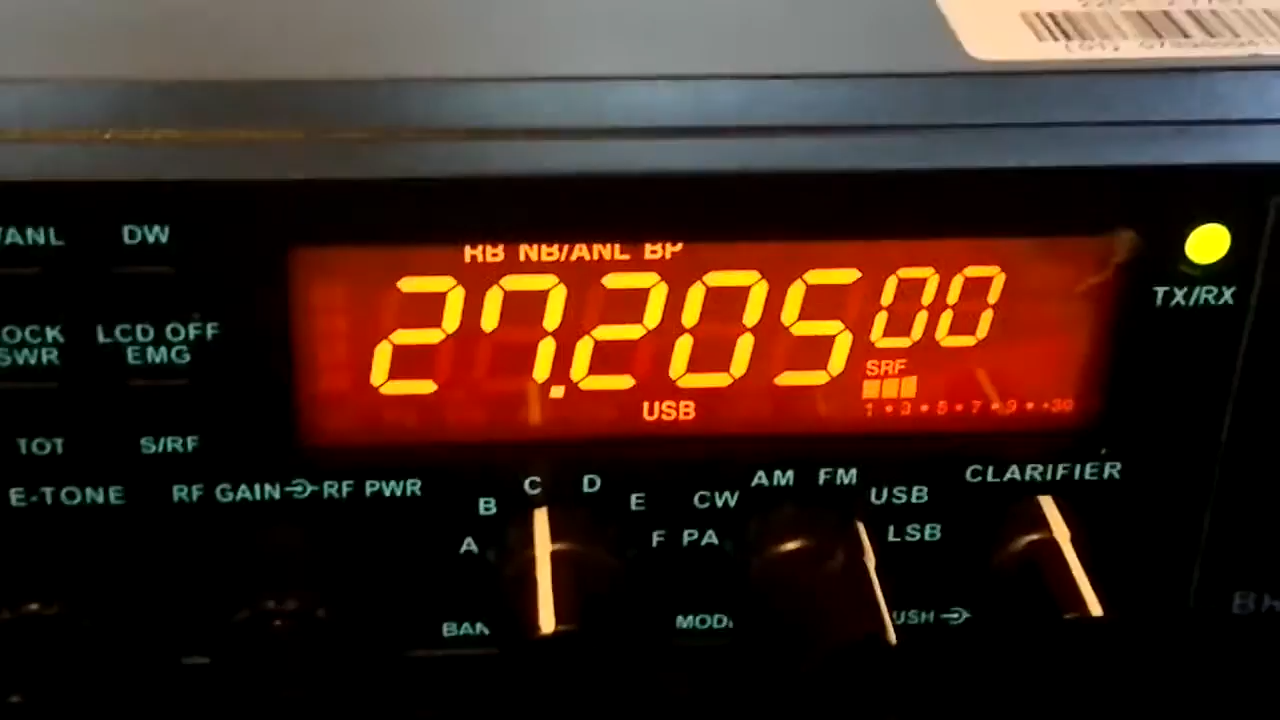 /ANL DW
RB NB/ANL BP
27.205 00
TX/RX
OCK LCD OFF
SWR EMG
SRF
1 • 3 • 5 • 7 • 9 • +30
USB
TOT S/RF
E-TONE RF GAIN RF PWR
A B C D E F
BAN
PA CW AM FM USB LSB
MOD
CLARIFIER
USH